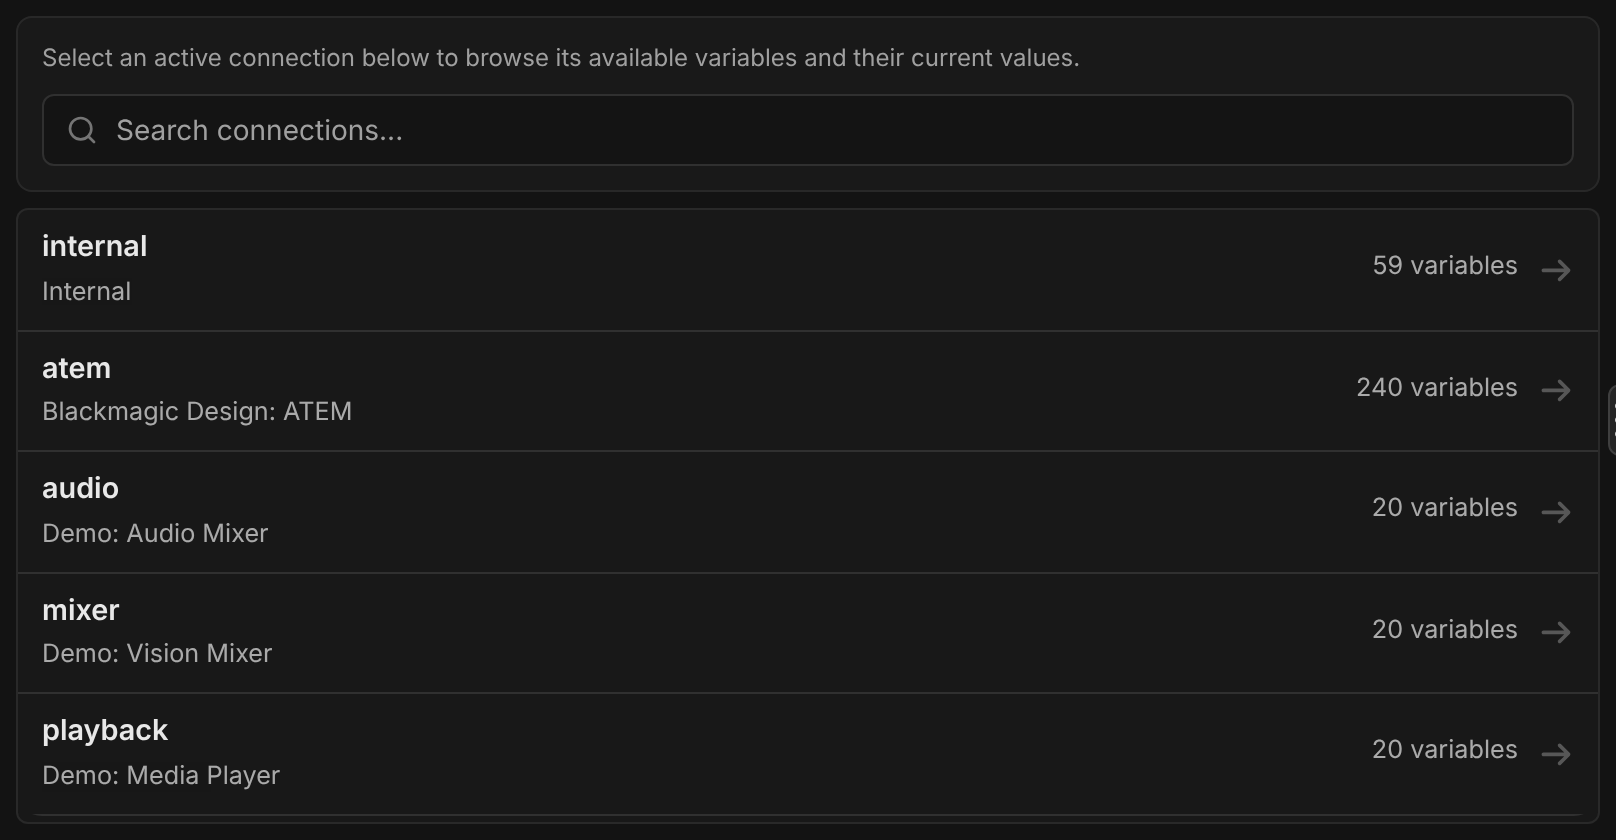 Select an active connection below to browse its available variables and their current values.
Search connections...
internal
59 variables
Internal
atem
240 variables
Blackmagic Design: ATEM
audio
20 variables
Demo: Audio Mixer
mixer
20 variables
Demo: Vision Mixer
playback
20 variables
Demo: Media Player